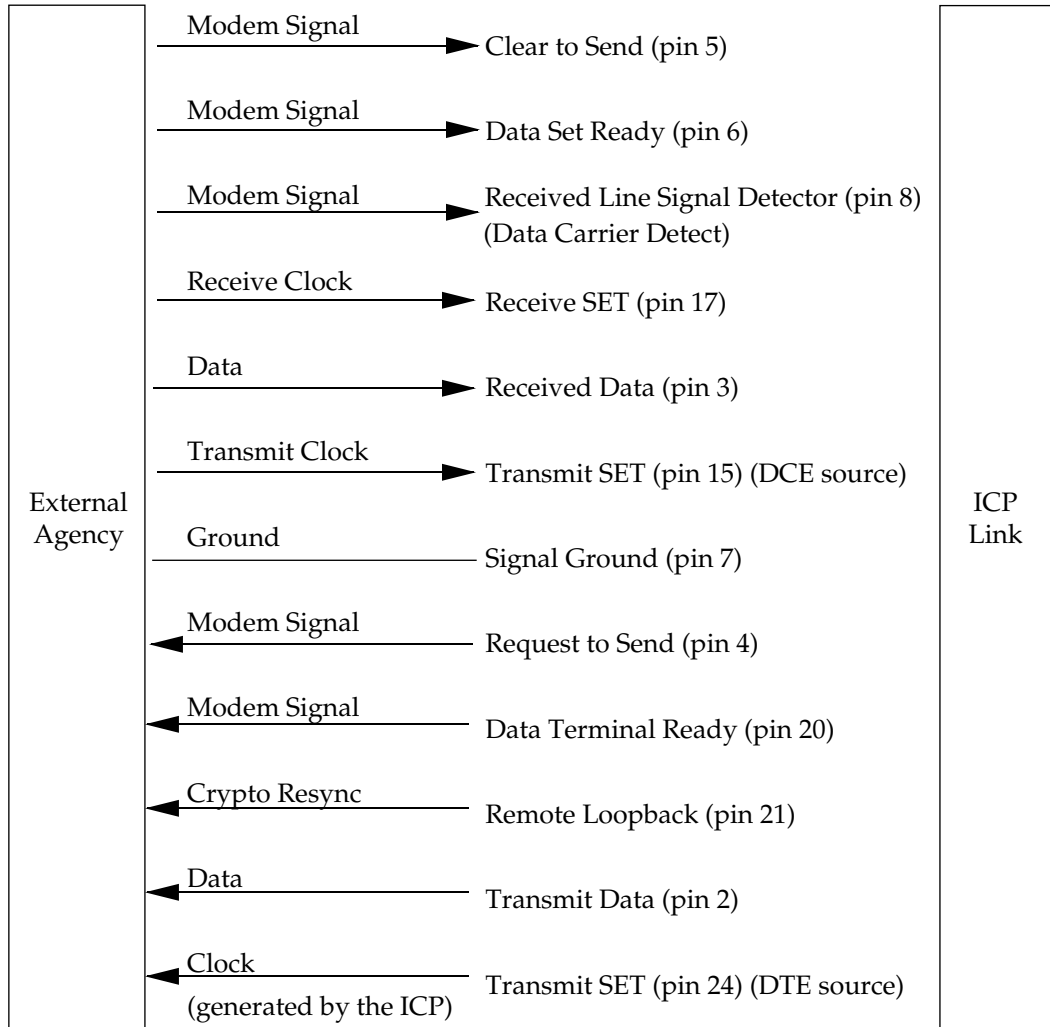 Modem Signal
Clear to Send (pin 5)
Modem Signal
Data Set Ready (pin 6)
Modem Signal
Received Line Signal Detector (pin 8)
(Data Carrier Detect)
Receive Clock
Receive SET (pin 17)
Data
Received Data (pin 3)
Transmit Clock
Transmit SET (pin 15) (DCE source)
External
Agency
ICP
Link
Ground
Signal Ground (pin 7)
Modem Signal
Request to Send (pin 4)
Modem Signal
Data Terminal Ready (pin 20)
Crypto Resync
Remote Loopback (pin 21)
Data
Transmit Data (pin 2)
Clock
(generated by the ICP)
Transmit SET (pin 24) (DTE source)